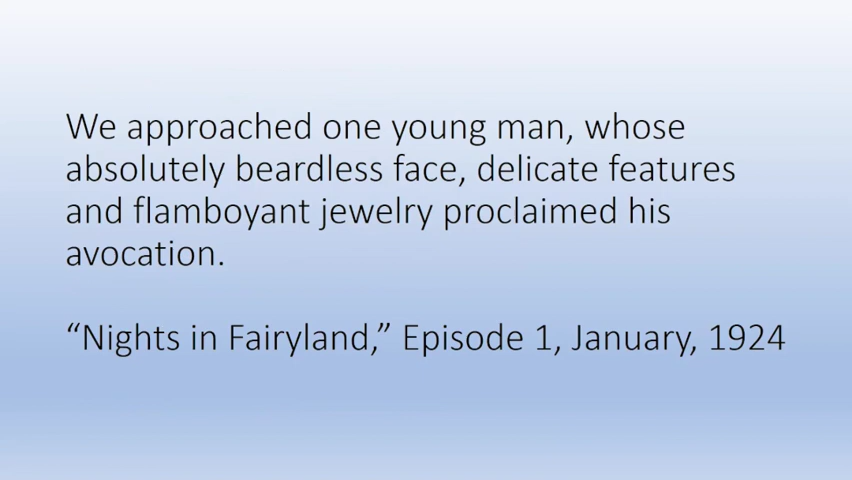 We approached one young man, whose
absolutely beardless face, delicate features
and flamboyant jewelry proclaimed his
avocation.
“Nights in Fairyland,” Episode 1, January, 1924